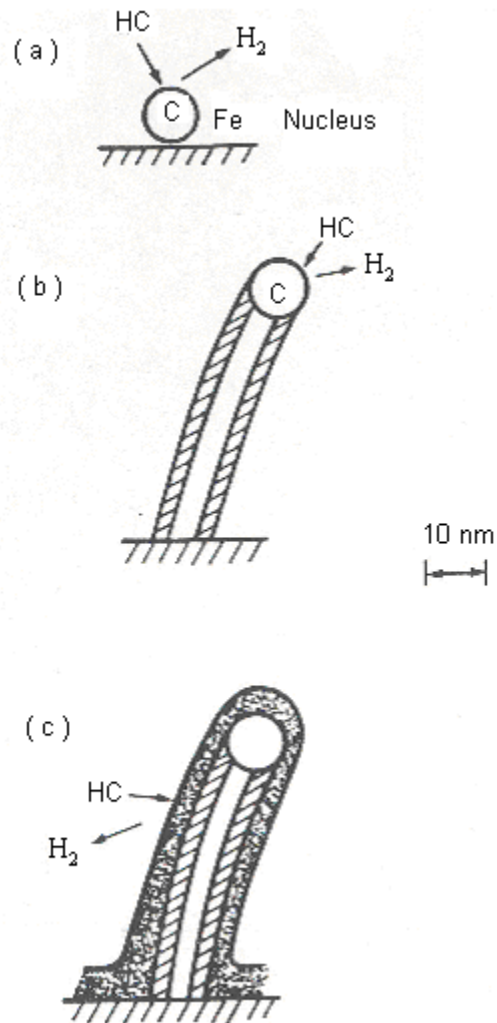 HC
H₂
( a )
C
Fe Nucleus
HC
H₂
( b )
C
10 nm
( c )
HC
H₂